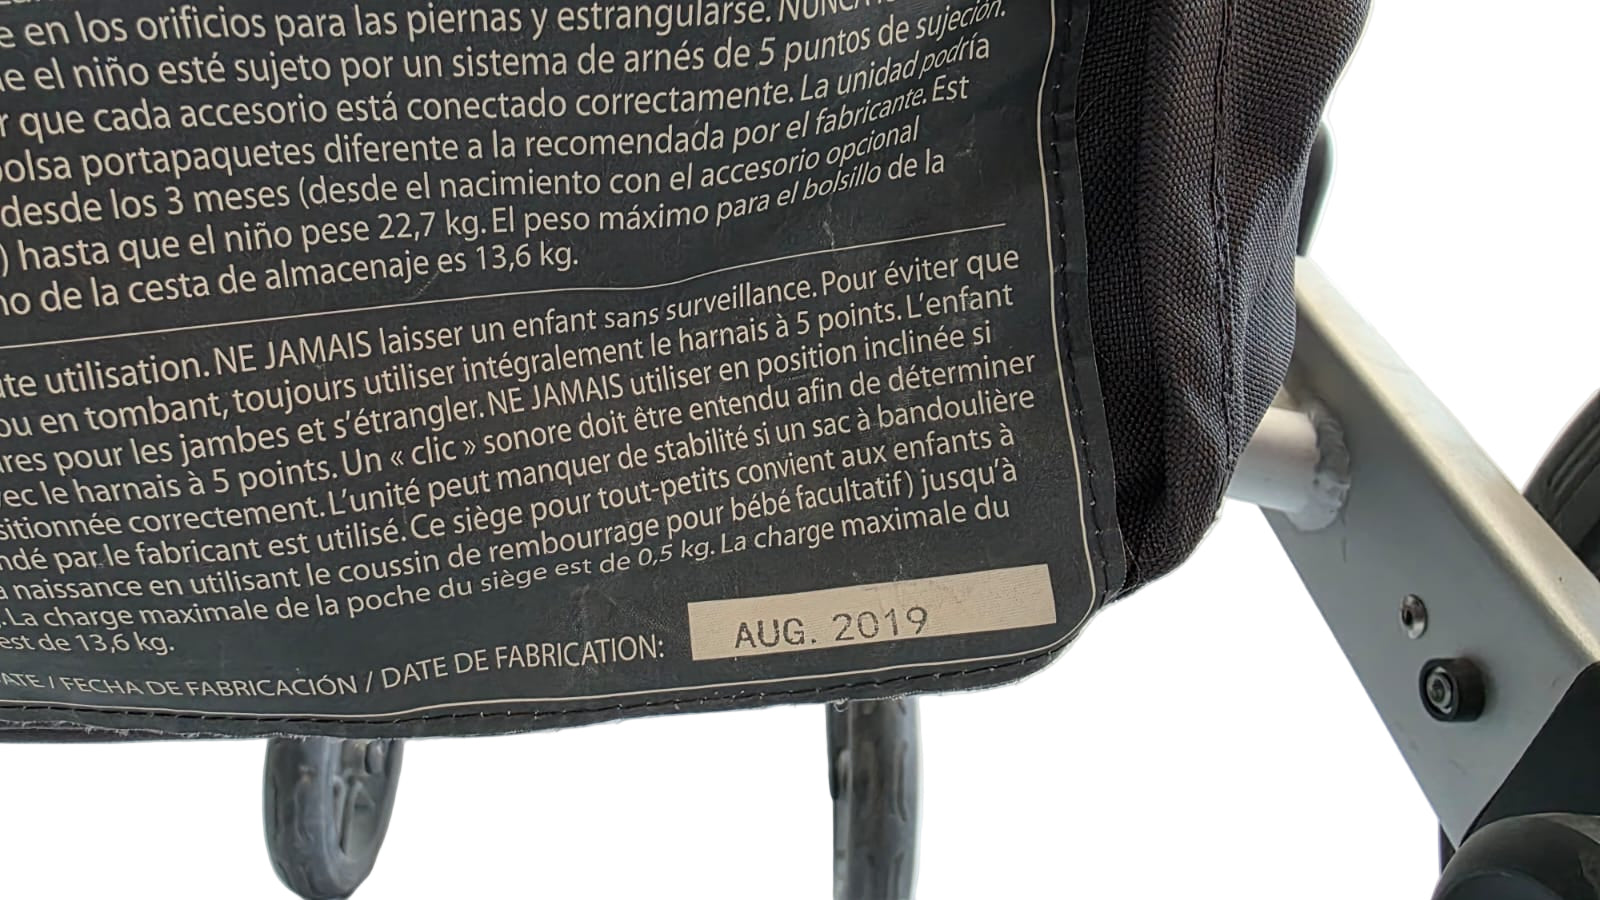 en los orificios para las piernas y estrangularse. NUNCA
el niño esté sujeto por un sistema de arnés de 5 puntos de sujeción.
que cada accesorio está conectado correctamente. La unidad podría
bolsa portapaquetes diferente a la recomendada por el fabricante. Est
desde los 3 meses (desde el nacimiento con el accesorio opcional
) hasta que el niño pese 22,7 kg. El peso máximo para el bolsillo de la
de la cesta de almacenaje es 13,6 kg.
utilisation. NE JAMAIS laisser un enfant sans surveillance. Pour éviter que
ou en tombant, toujours utiliser intégralement le harnais à 5 points. L'enfant
pour les jambes et s'étrangler. NE JAMAIS utiliser en position inclinée si
le harnais à 5 points. Un « clic » sonore doit être entendu afin de déterminer
sitionnée correctement. L'unité peut manquer de stabilité si un sac à bandoulière
ndé par le fabricant est utilisé. Ce siège pour tout-petits convient aux enfants à
naissance en utilisant le coussin de rembourrage pour bébé facultatif) jusqu'à
. La charge maximale de la poche du siège est de 0,5 kg. La charge maximale du
est de 13,6 kg.
ATE / FECHA DE FABRICACIÓN / DATE DE FABRICATION: AUG. 2019